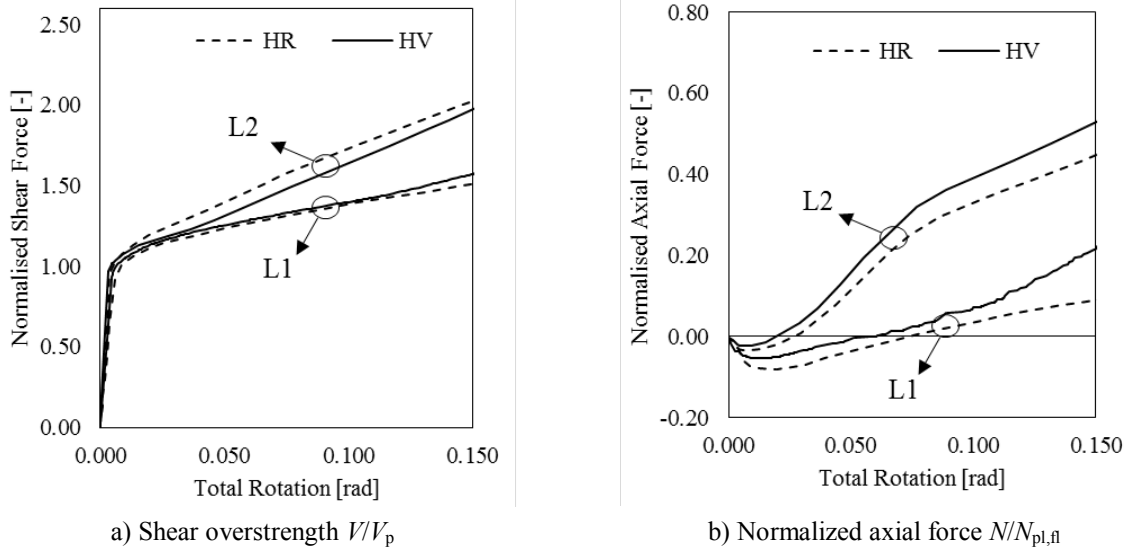 2.50
2.00
1.50
1.00
0.50
0.00
Normalised Shear Force [-]
HR HV
L2
L1
0.000 0.050 0.100 0.150
Total Rotation [rad]
a) Shear overstrength V/Vp
0.80
0.60
0.40
0.20
0.00
-0.20
Normalised Axial Force [-]
HR HV
L2
L1
0.000 0.050 0.100 0.150
Total Rotation [rad]
b) Normalized axial force N/Npl,fl